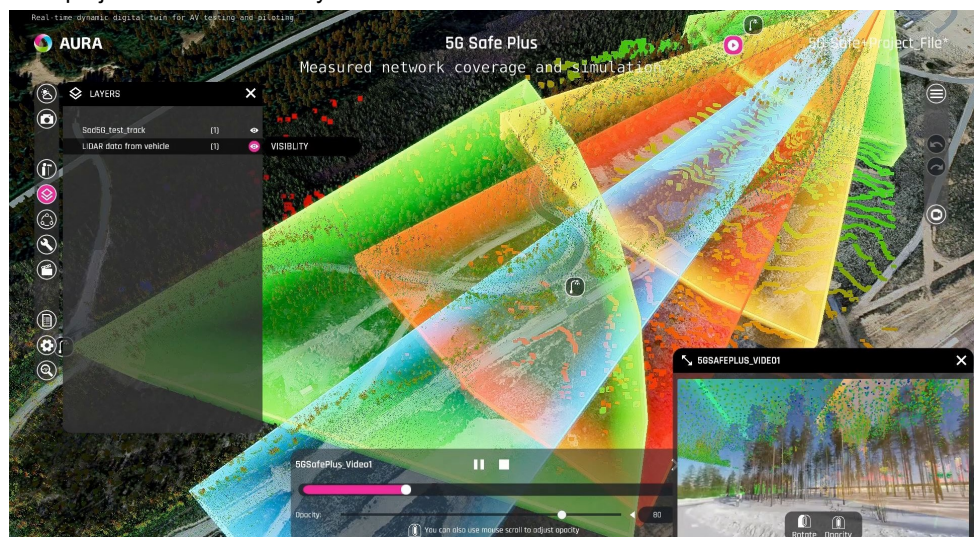 Real-time dynamic digital twin for AV testing and piloting
AURA
5G Safe Plus
5G_Safe+Project_File*
Measured network coverage and simulation
LAYERS
Sod5G_test_track (1)
LIDAR data from vehicle (1) VISIBLITY
5GSAFEPLUS_VIDEO1
5GSafePlus_Video1
Opacity: 80
You can also use mouse scroll to adjust opacity
Rotate Opacity